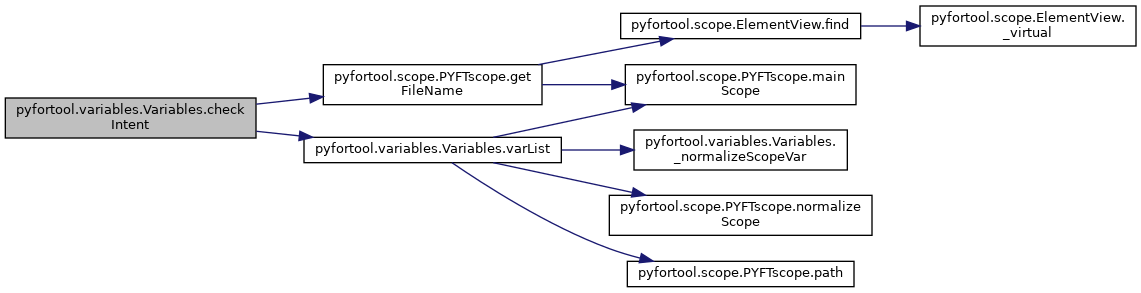 pyfortool.variables.Variables.check
Intent
pyfortool.scope.PYFTscope.get
FileName
pyfortool.variables.Variables.varList
pyfortool.scope.ElementView.find
pyfortool.scope.PYFTscope.main
Scope
pyfortool.variables.Variables.
_normalizeScopeVar
pyfortool.scope.PYFTscope.normalize
Scope
pyfortool.scope.PYFTscope.path
pyfortool.scope.ElementView.
_virtual